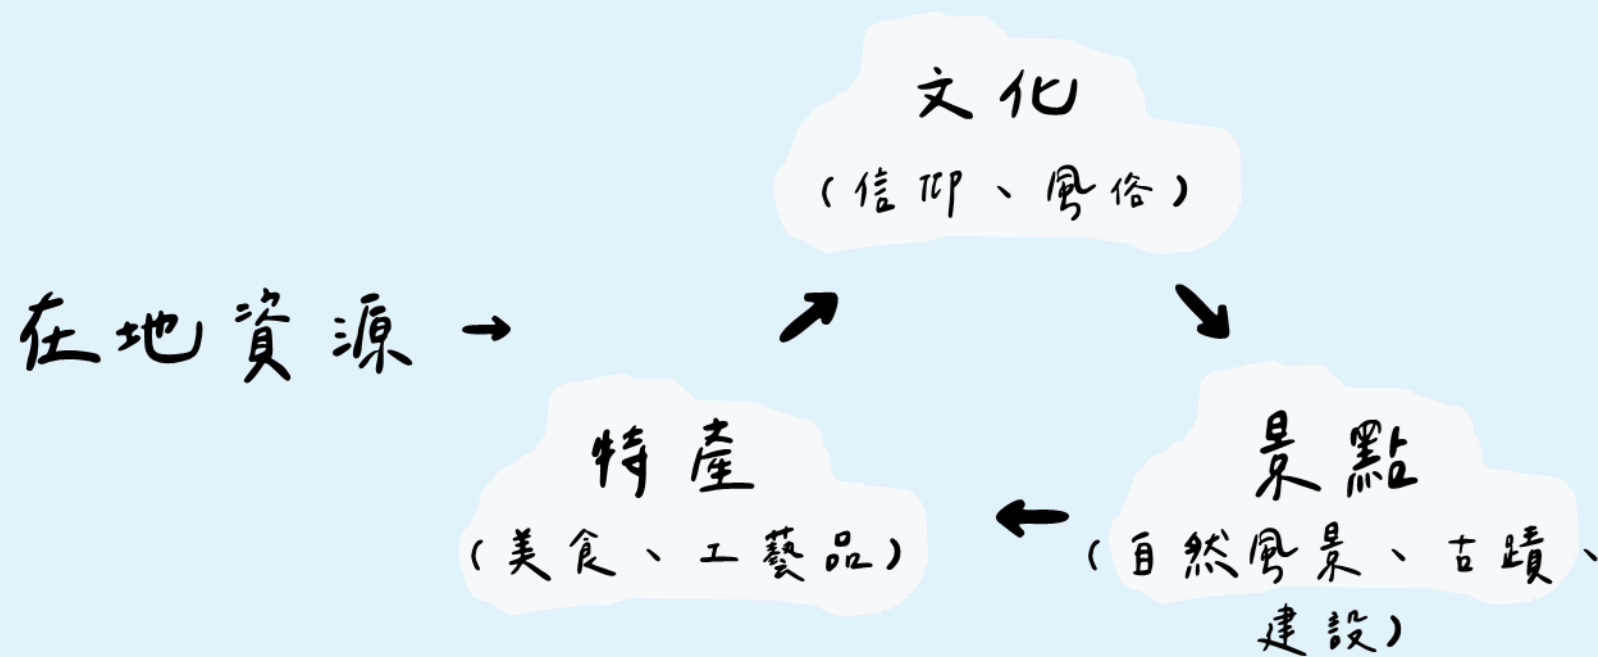 文化
(信仰、風俗)
在地資源→
特產
(美食、工藝品)
景點
(自然風景、古蹟、
建設)